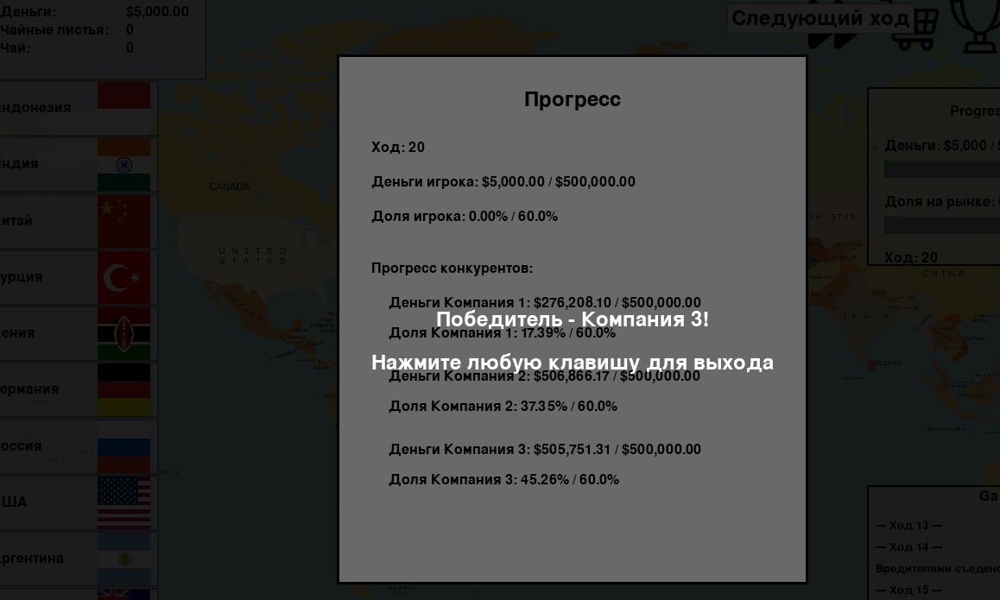 Деньги: $5,000.00
Чайные листья: 0
Чай: 0
Следующий ход
ндонезия
ндия
итай
урция
ения
ермания
оссия
ША
ргентина
CANADA
UNITED
STATES
MEXICO
Прогресс
Ход: 20
Деньги игрока: $5,000.00 / $500,000.00
Доля игрока: 0.00% / 60.0%
Прогресс конкурентов:
Деньги Компания 1: $276,208.10 / $500,000.00
Победитель - Компания 3!
Доля Компания 1: 17.39% / 60.0%
Нажмите любую клавишу для выхода
Деньги Компания 2: $506,866.17 / $500,000.00
Доля Компания 2: 37.35% / 60.0%
Деньги Компания 3: $505,751.31 / $500,000.00
Доля Компания 3: 45.26% / 60.0%
Progres
Деньги: $5,000 / $
Доля на рынке:
Ход: 20
AKISTAN
CHINA
INDIA
Ga
— Ход 13 —
— Ход 14 —
Вредителями съедено
— Ход 15 —